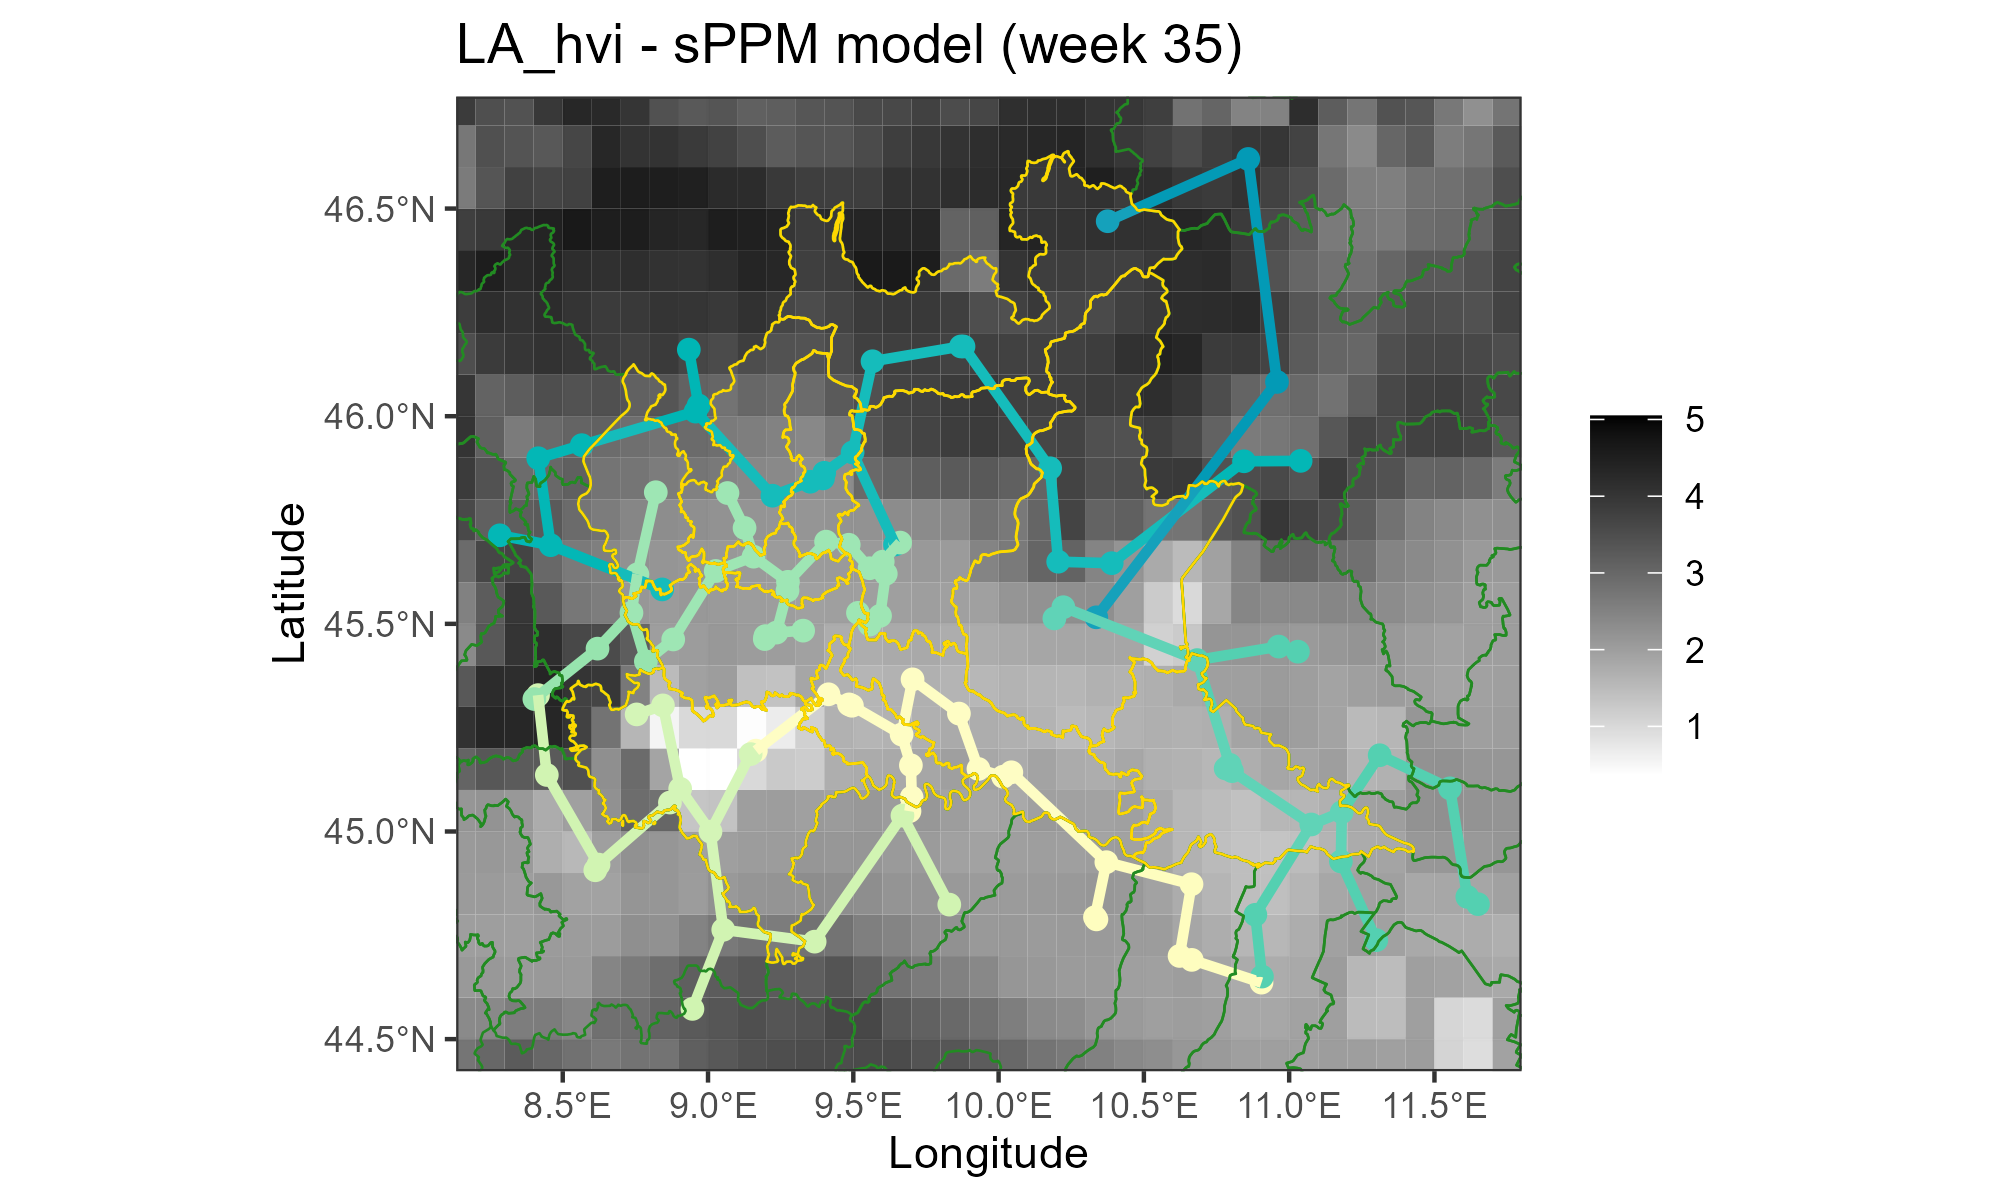 LA_hvi - sPPM model (week 35)
46.5°N
46.0°N
45.5°N
45.0°N
44.5°N
Latitude
8.5°E 9.0°E 9.5°E 10.0°E 10.5°E 11.0°E 11.5°E
Longitude
5
4
3
2
1